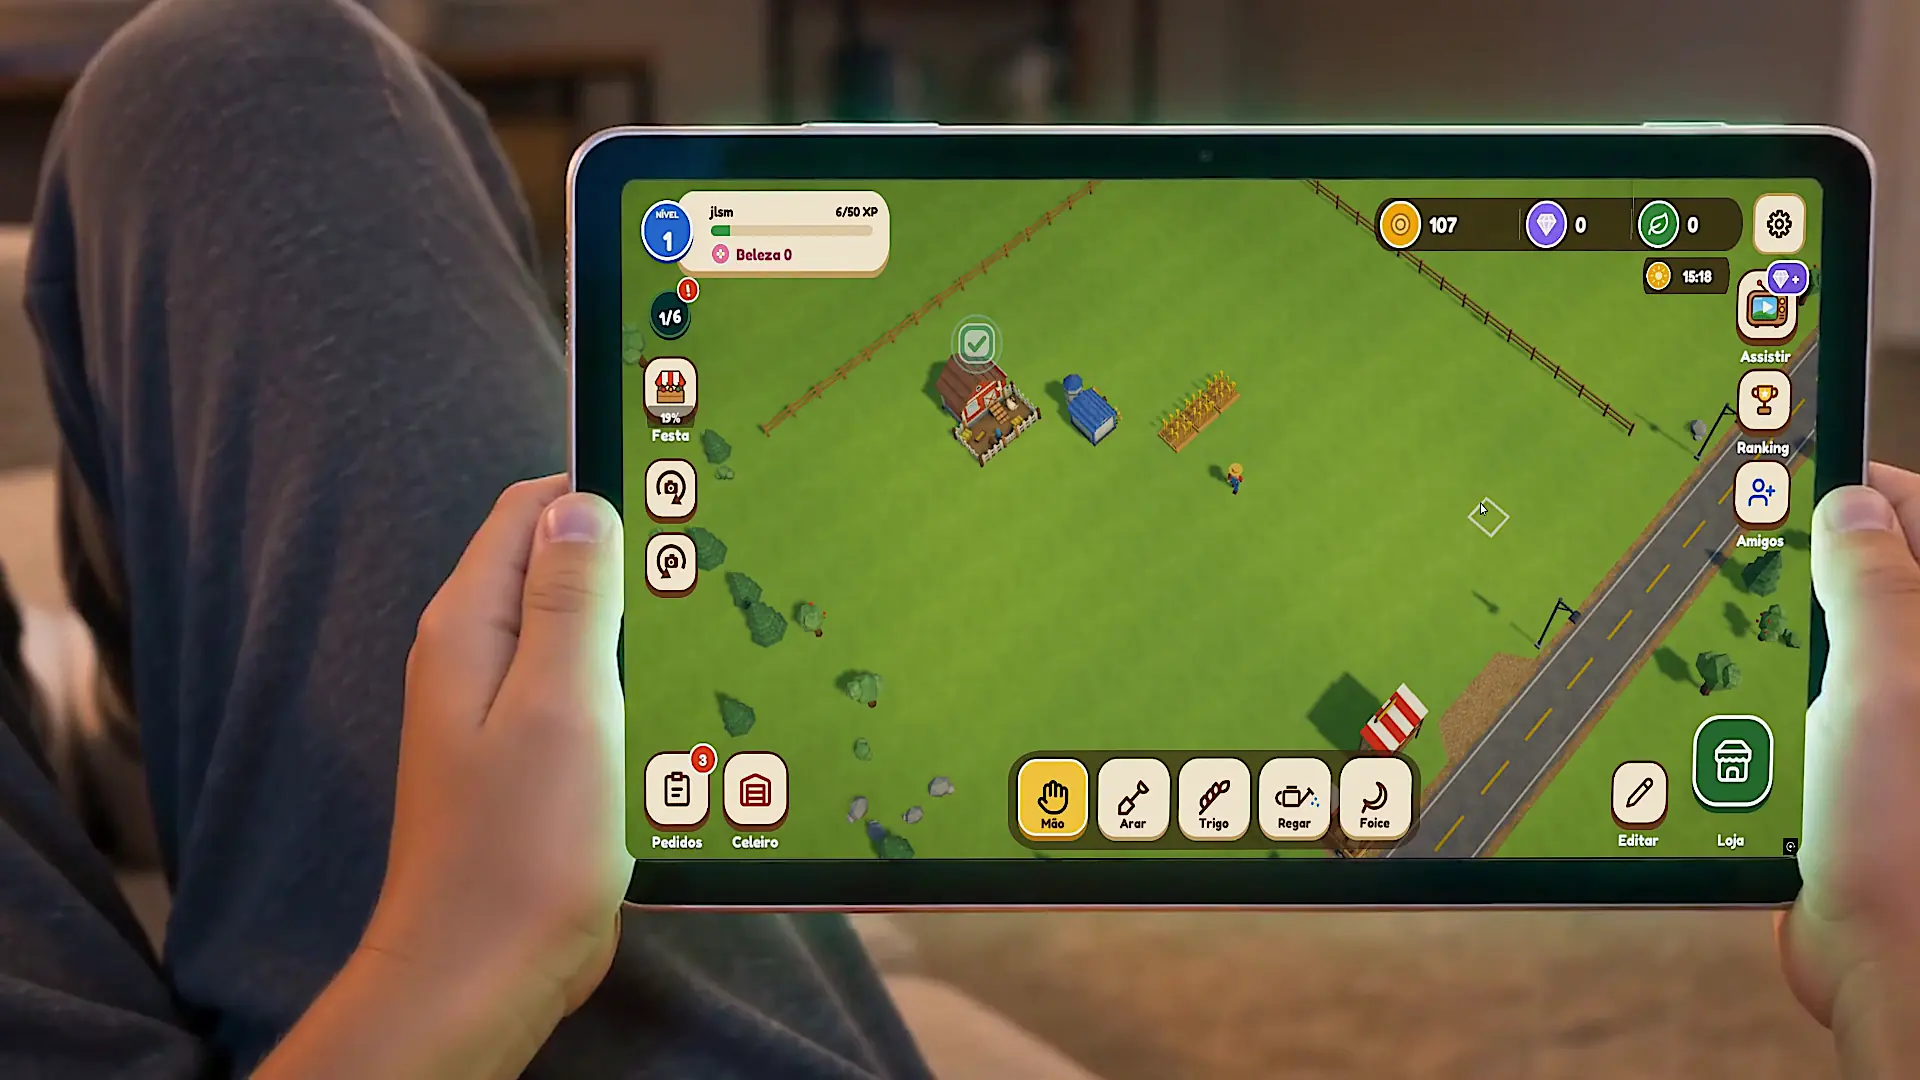 NÍVEL
1
jlsm 6/50 XP
Beleza 0
107 0 0
15:18
1/6
19%
Festa
Assistir
Ranking
Amigos
3
Pedidos
Celeiro
Mão
Arar
Trigo
Regar
Foice
Editar
Loja